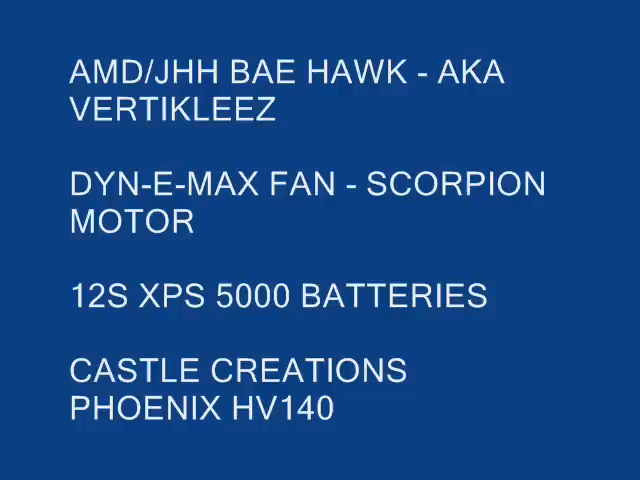 AMD/JHH BAE HAWK - AKA
VERTIKLEEZ
DYN-E-MAX FAN - SCORPION
MOTOR
12S XPS 5000 BATTERIES
CASTLE CREATIONS
PHOENIX HV140